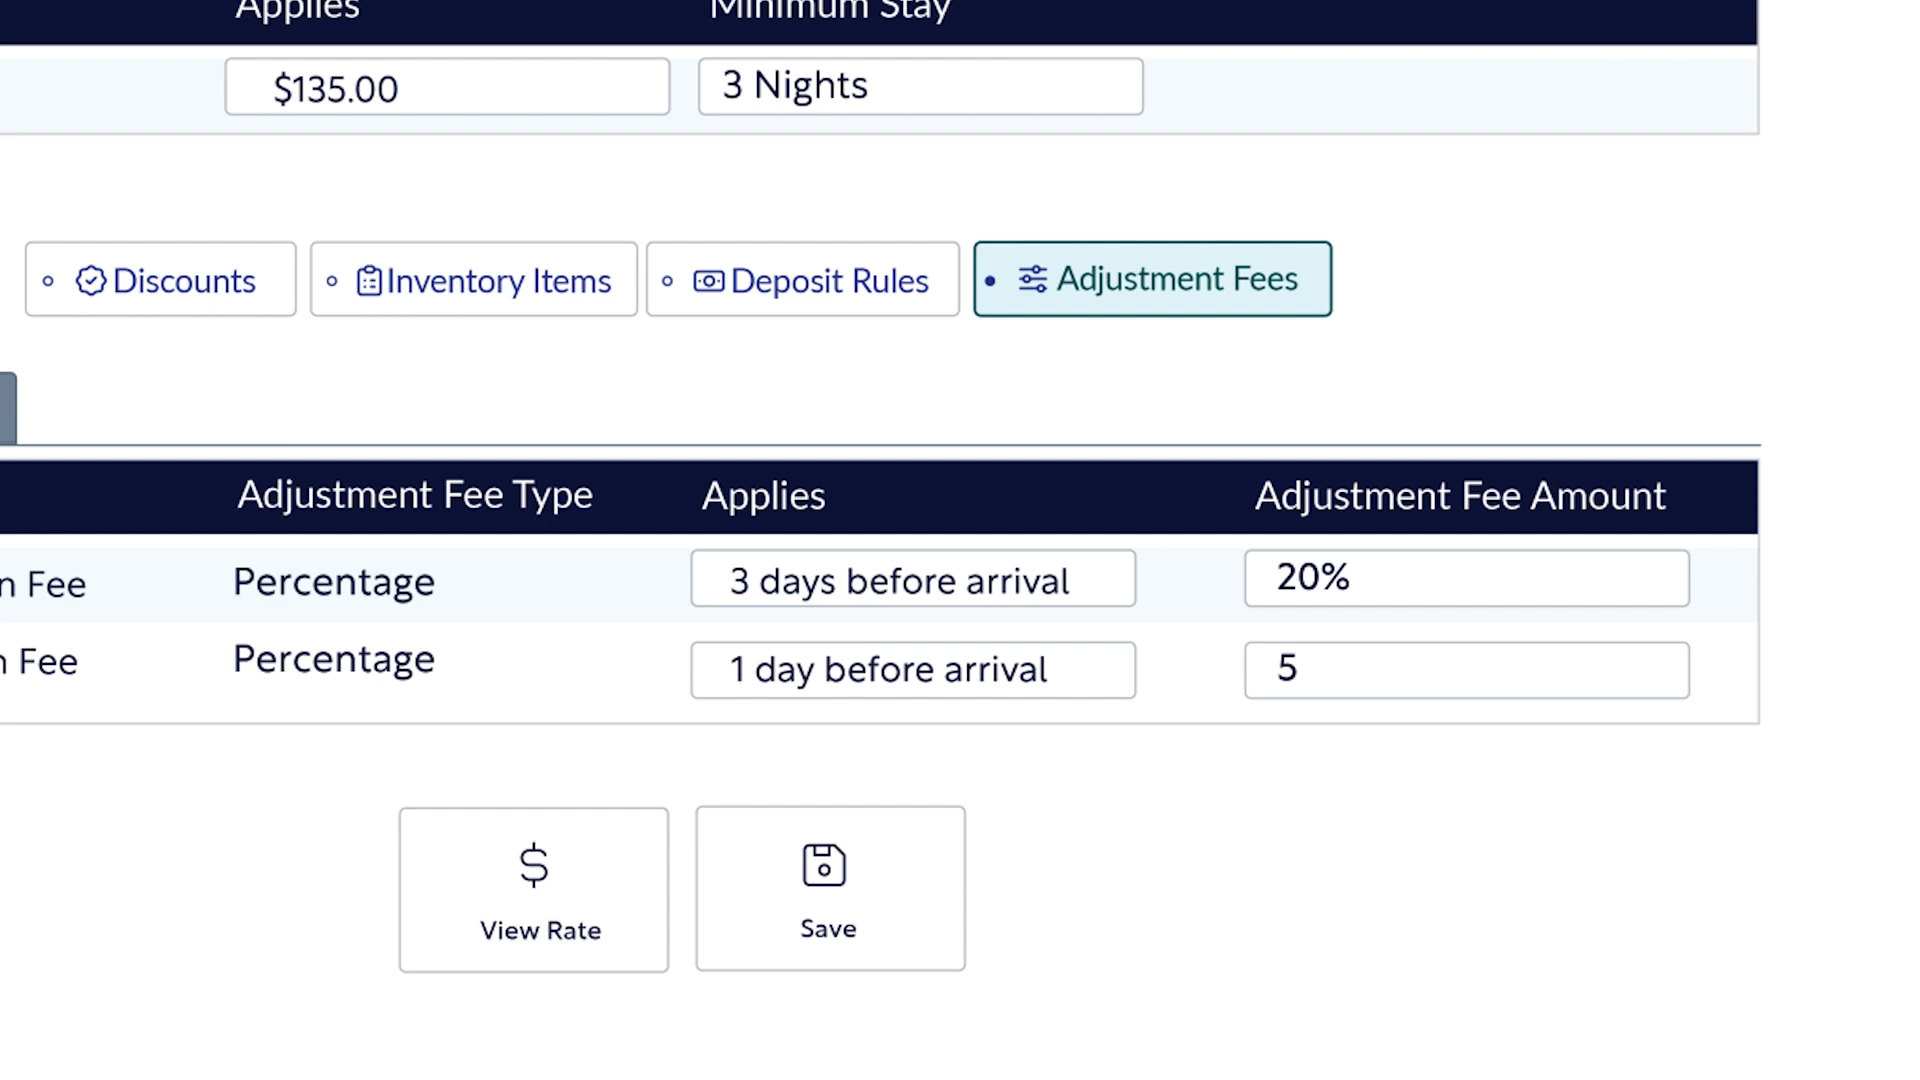 Applies Minimum Stay
$135.00 3 Nights
Discounts Inventory Items Deposit Rules Adjustment Fees
Adjustment Fee Type Applies Adjustment Fee Amount
n Fee Percentage 3 days before arrival 20%
n Fee Percentage 1 day before arrival 5
$
View Rate Save